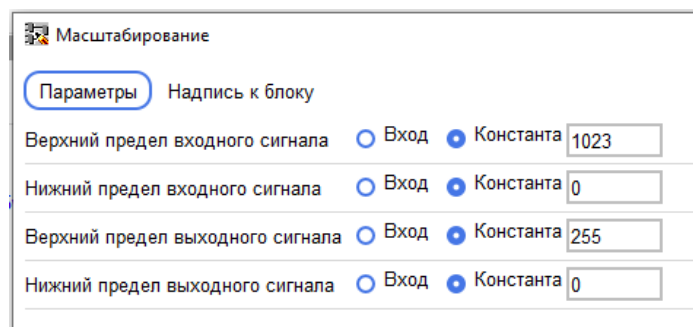 Масштабирование
Параметры Надпись к блоку
Верхний предел входного сигнала Вход Константа 1023
Нижний предел входного сигнала Вход Константа 0
Верхний предел выходного сигнала Вход Константа 255
Нижний предел выходного сигнала Вход Константа 0